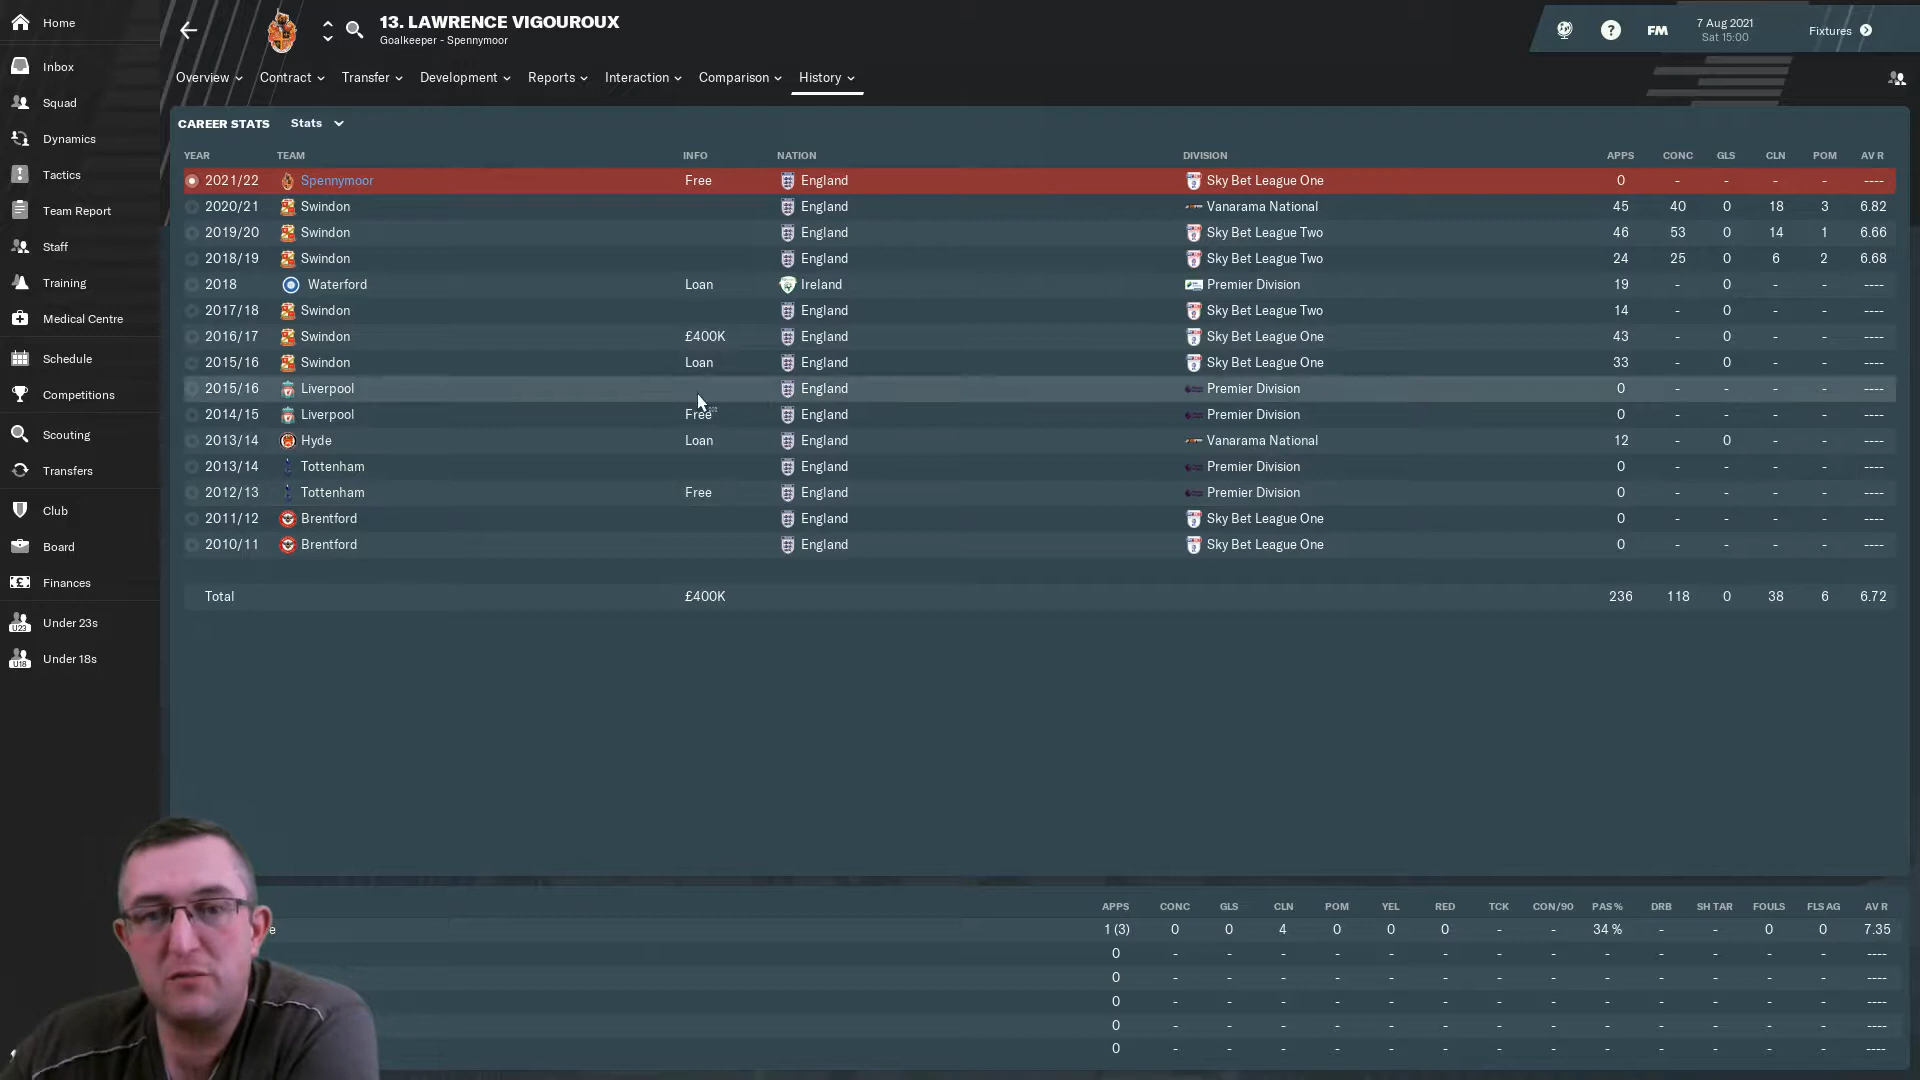 Home
Inbox
Squad
Dynamics
Tactics
Team Report
Staff
Training
Medical Centre
Schedule
Competitions
Scouting
Transfers
Club
Board
Finances
U23 Under 23s
U18 Under 18s
13. LAWRENCE VIGOUROUX
Goalkeeper - Spennymoor
? FM 7 Aug 2021
Sat 15:00
Fixtures
Overview Contract Transfer Development Reports Interaction Comparison History
CAREER STATS Stats
YEAR TEAM INFO NATION DIVISION APPS CONC GLS CLN POM AV R
2021/22 Spennymoor Free England Sky Bet League One 0 - - - - ----
2020/21 Swindon England Vanarama National 45 40 0 18 3 6.82
2019/20 Swindon England Sky Bet League Two 46 53 0 14 1 6.66
2018/19 Swindon England Sky Bet League Two 24 25 0 6 2 6.68
2018 Waterford Loan Ireland Premier Division 19 - 0 - - ----
2017/18 Swindon England Sky Bet League Two 14 - 0 - - ----
2016/17 Swindon £400K England Sky Bet League One 43 - 0 - - ----
2015/16 Swindon Loan England Sky Bet League One 33 - 0 - - ----
2015/16 Liverpool England Premier Division 0 - - - - ----
2014/15 Liverpool Free England Premier Division 0 - - - - ----
2013/14 Hyde Loan England Vanarama National 12 - 0 - - ----
2013/14 Tottenham England Premier Division 0 - - - - ----
2012/13 Tottenham Free England Premier Division 0 - - - - ----
2011/12 Brentford England Sky Bet League One 0 - - - - ----
2010/11 Brentford England Sky Bet League One 0 - - - - ----
Total £400K 236 118 0 38 6 6.72
APPS CONC GLS CLN POM YEL RED TCK CON/90 PAS % DRB SH TAR FOULS FLS AG AV R
e 1 (3) 0 0 4 0 0 0 - - 34 % - - 0 0 7.35
0 - - - - - - - - - - - - - ----
0 - - - - - - - - - - - - - ----
0 - - - - - - - - - - - - - ----
0 - - - - - - - - - - - - - ----
0 - - - - - - - - - - - - - ----